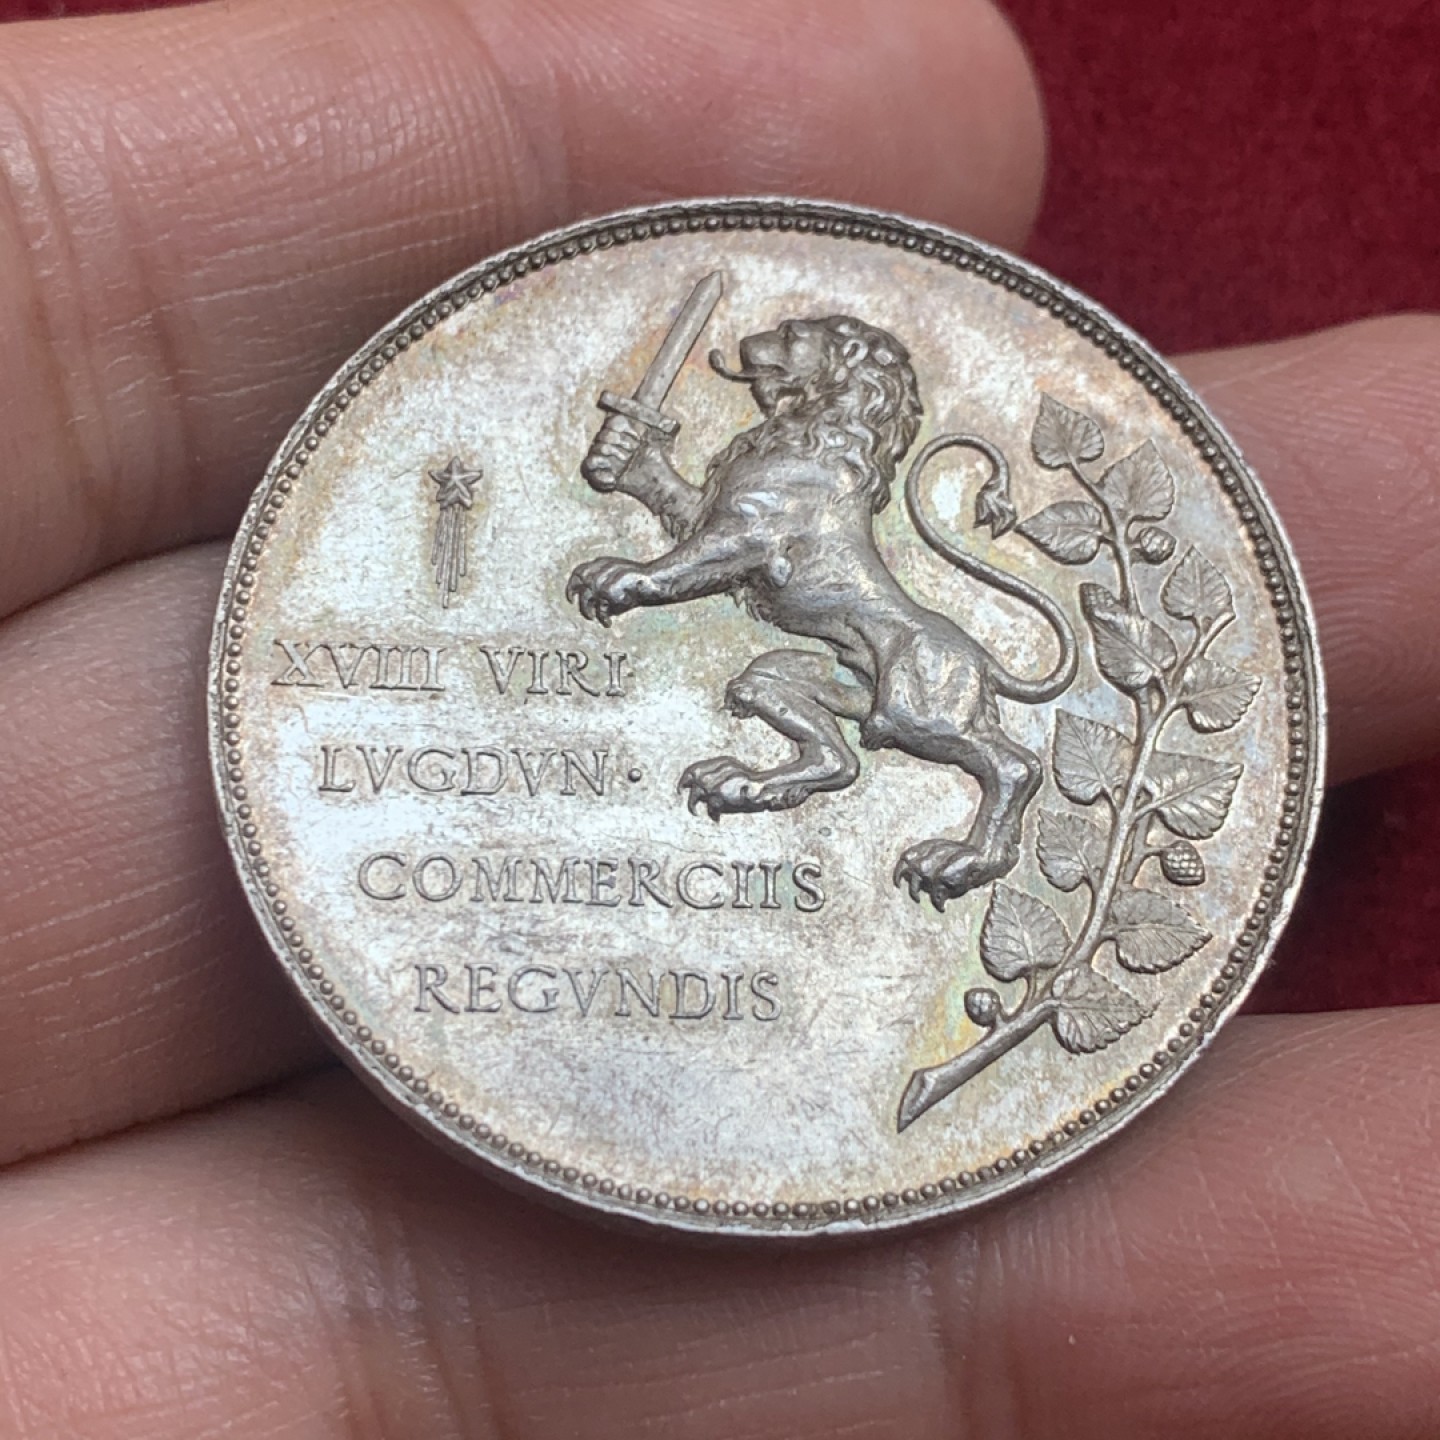 XVIII VIRI·
LVGDVN·
COMMERCIIS
REGVNDIS